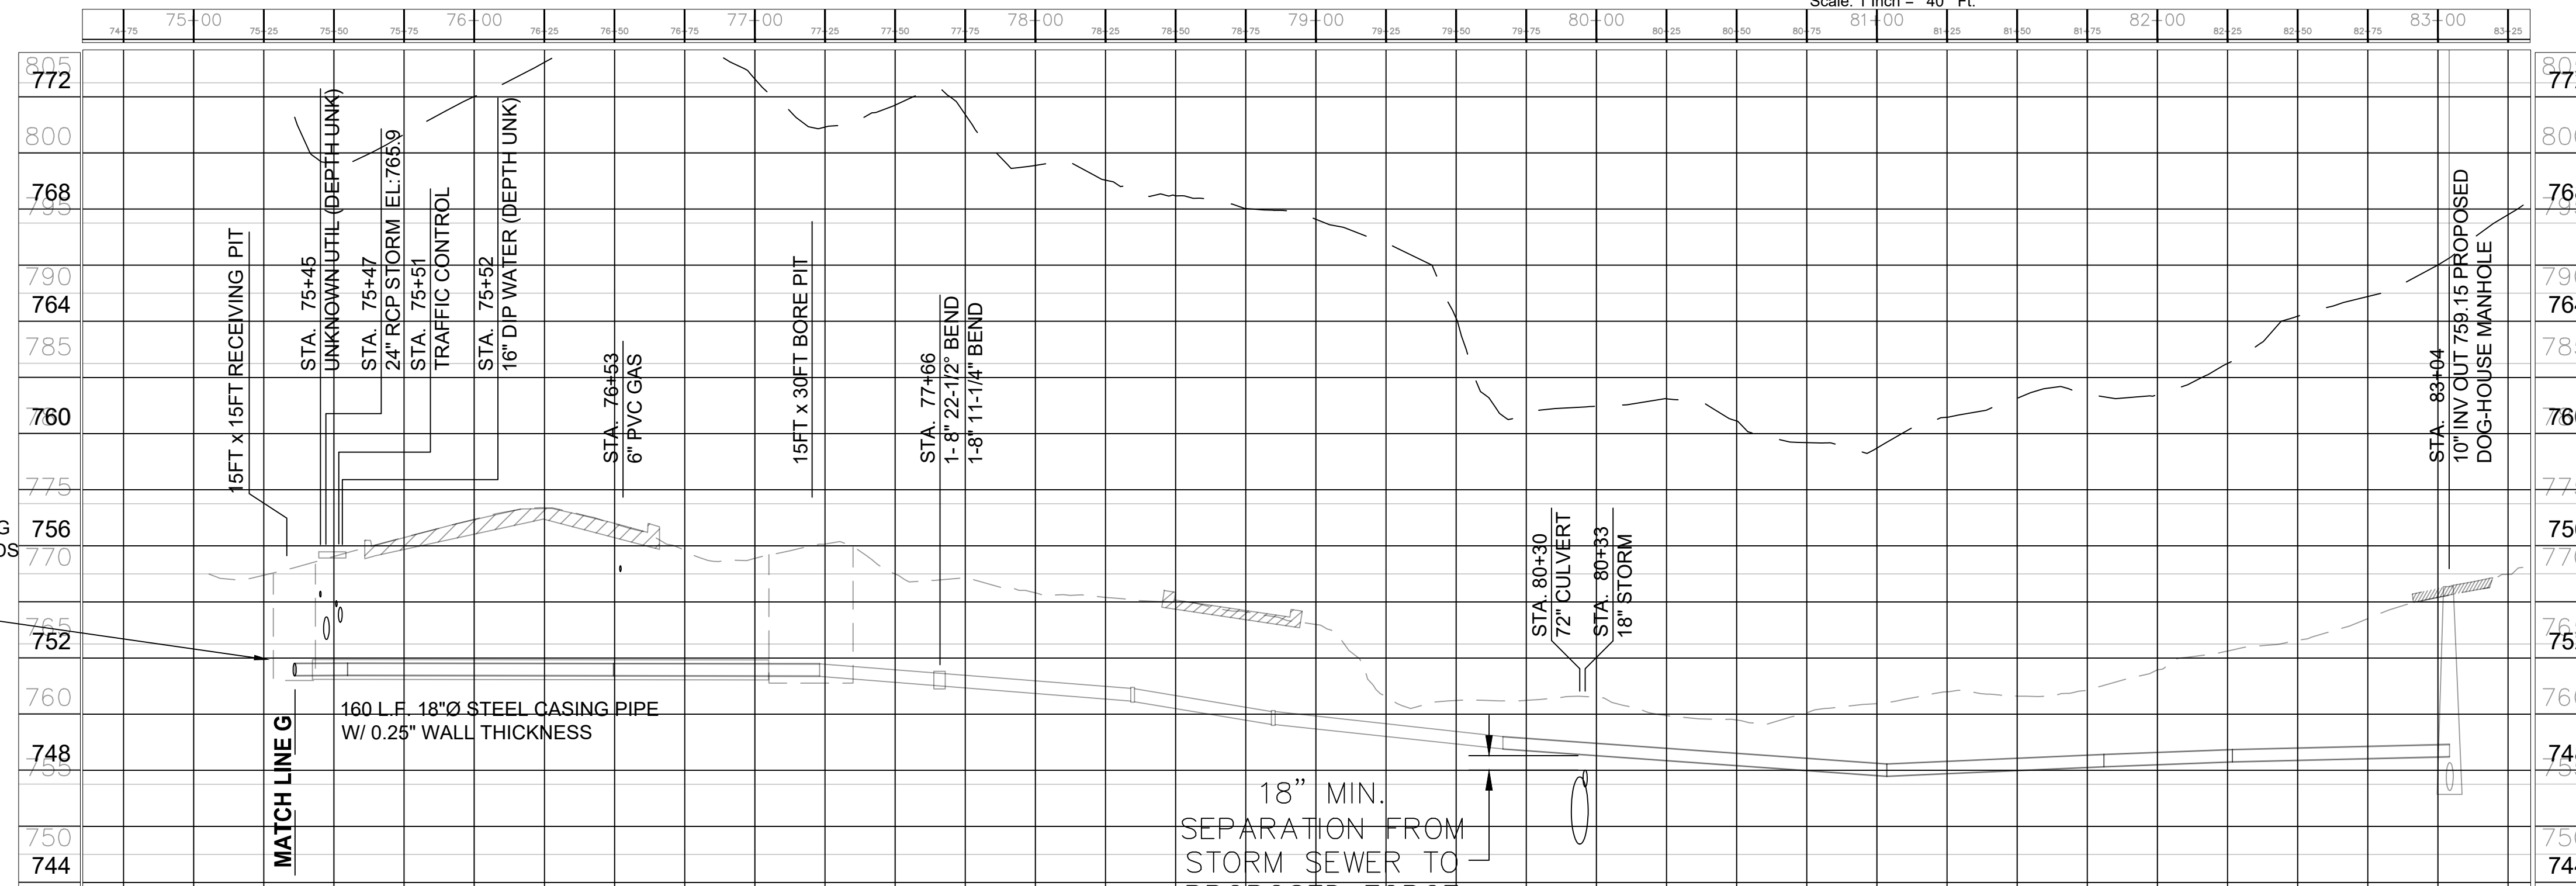 Scale: 1 Inch = 40 Ft.
75+00 76+00 77+00 78+00 79+00 80+00 81+00 82+00 83+00
74+75 75+25 75+50 75+75 76+25 76+50 76+75 77+25 77+50 77+75 78+25 78+50 78+75 79+25 79+50 79+75 80+25 80+50 80+75 81+25 81+50 81+75 82+25 82+50 82+75 83+25
805
772
800
768
795
790
764
785
760
775
756
770
765
752
760
748
755
750
744
15FT x 15FT RECEIVING PIT
STA. 75+45
UNKNOWN UTIL (DEPTH UNK)
STA. 75+47
24" RCP STORM EL:765.9
STA. 75+51
TRAFFIC CONTROL
STA. 75+52
16" DIP WATER (DEPTH UNK)
STA. 76+53
6" PVC GAS
15FT x 30FT BORE PIT
STA. 77+66
1- 8" 22-1/2° BEND
1-8" 11-1/4" BEND
STA. 80+30
72" CULVERT
STA. 80+33
18" STORM
STA. 83+04
10" INV OUT 759.15 PROPOSED
DOG-HOUSE MANHOLE
160 L.F. 18"Ø STEEL CASING PIPE
W/ 0.25" WALL THICKNESS
MATCH LINE G
18" MIN.
SEPARATION FROM
STORM SEWER TO